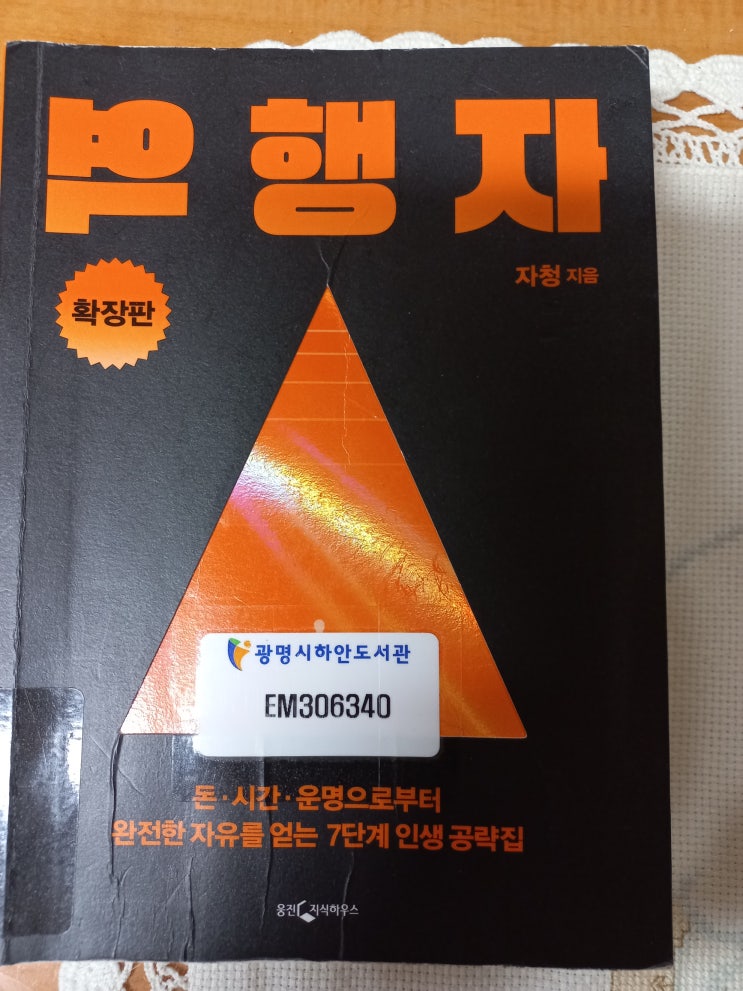 역행자
자청 지음
확장판
광명시하안도서관
EM306340
돈·시간·운명으로부터
완전한 자유를 얻는 7단계 인생 공략집
웅진 지식하우스